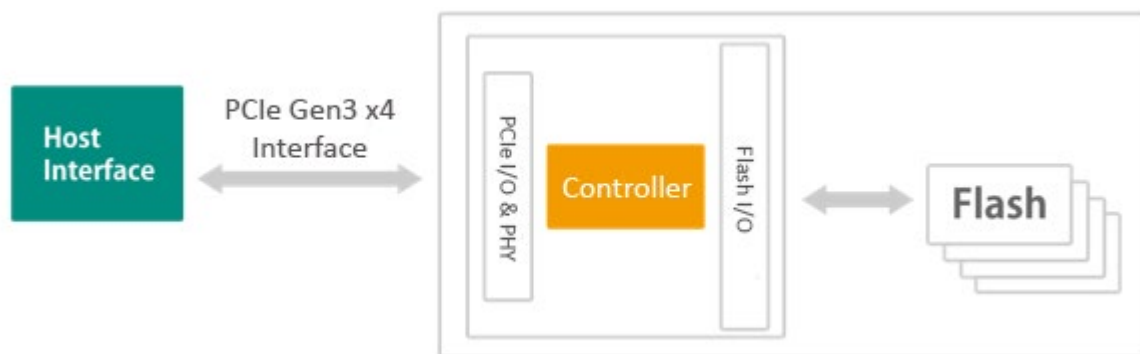 Host
Interface
PCIe Gen3 x4
Interface
PCIe I/O & PHY
Controller
Flash I/O
Flash